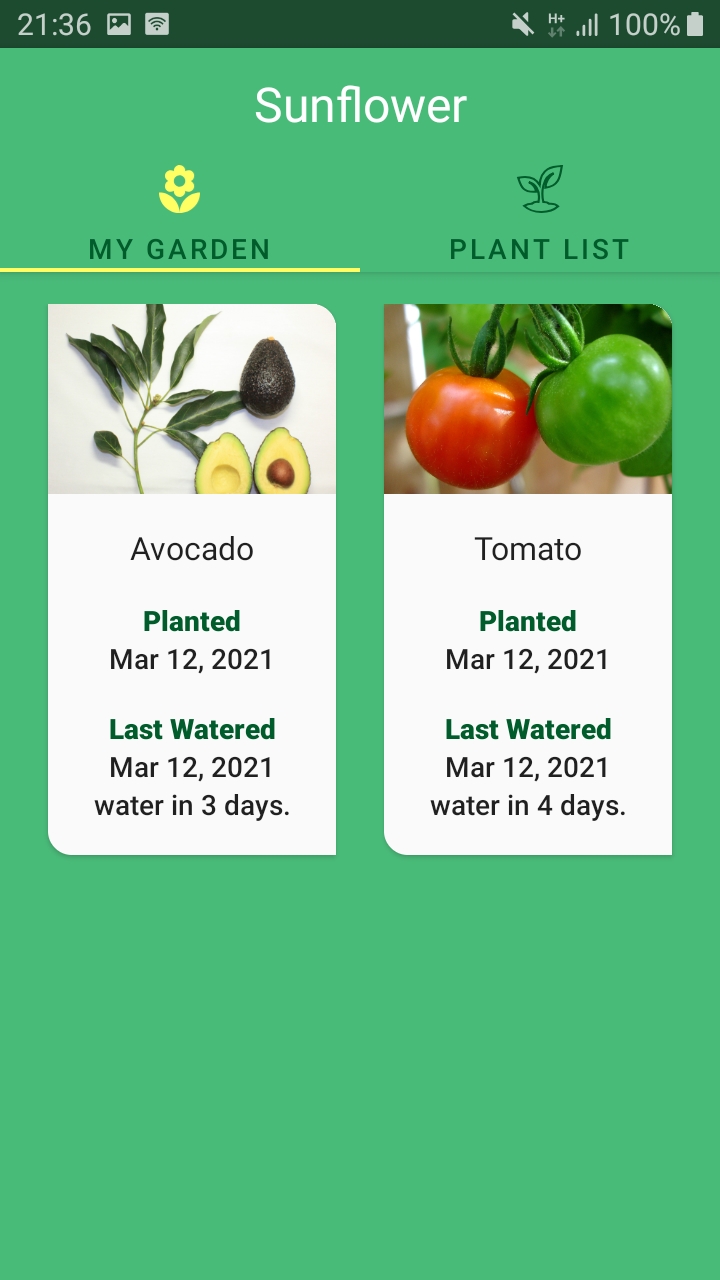 21:36 H+ 100%
Sunflower
MY GARDEN PLANT LIST
Avocado
Planted
Mar 12, 2021
Last Watered
Mar 12, 2021
water in 3 days.
Tomato
Planted
Mar 12, 2021
Last Watered
Mar 12, 2021
water in 4 days.